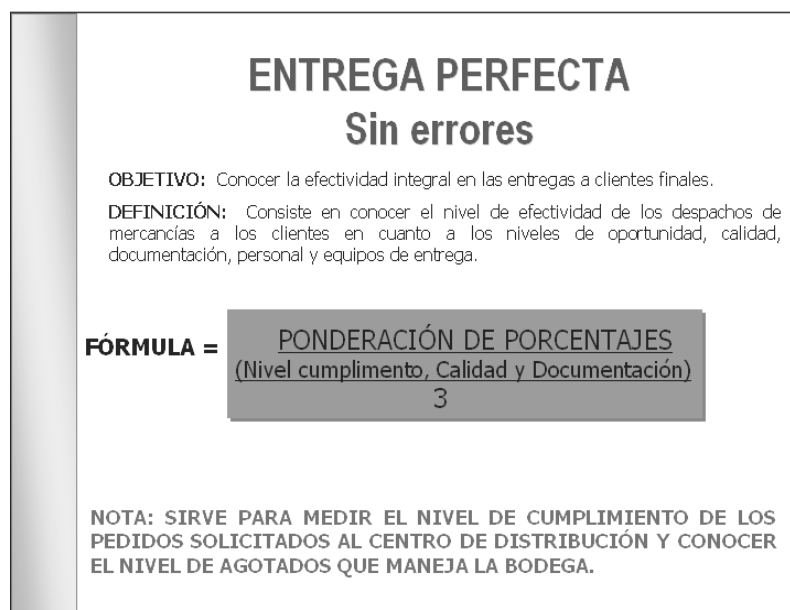 ENTREGA PERFECTA
Sin errores
OBJETIVO: Conocer la efectividad integral en las entregas a clientes finales.
DEFINICIÓN: Consiste en conocer el nivel de efectividad de los despachos de
mercancías a los clientes en cuanto a los niveles de oportunidad, calidad,
documentación, personal y equipos de entrega.
FÓRMULA = PONDERACIÓN DE PORCENTAJES
(Nivel cumplimento, Calidad y Documentación)
3
NOTA: SIRVE PARA MEDIR EL NIVEL DE CUMPLIMIENTO DE LOS
PEDIDOS SOLICITADOS AL CENTRO DE DISTRIBUCIÓN Y CONOCER
EL NIVEL DE AGOTADOS QUE MANEJA LA BODEGA.